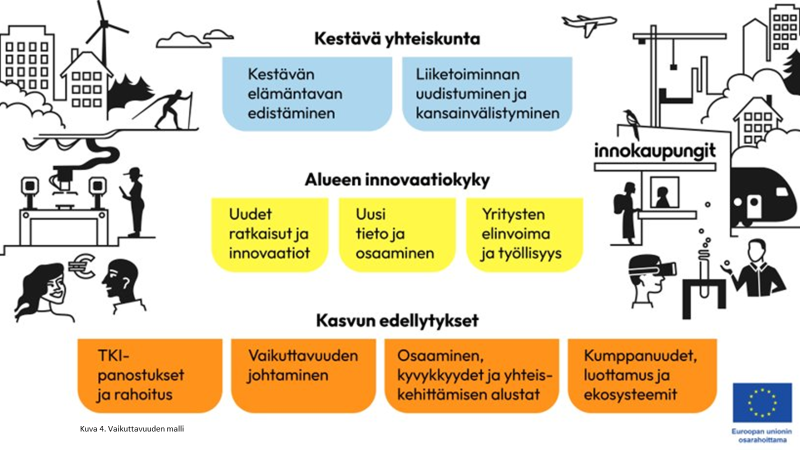 Kestävä yhteiskunta
Kestävän
elämäntavan
edistäminen
Liiketoiminnan
uudistuminen ja
kansainvälistyminen
innokaupungit
Alueen innovaatiokyky
Uudet
ratkaisut ja
innovaatiot
Uusi
tieto ja
osaaminen
Yritysten
elinvoima
ja työllisyys
Kasvun edellytykset
TKI-
panostukset
ja rahoitus
Vaikuttavuuden
johtaminen
Osaaminen,
kyvykkyydet ja yhteis-
kehittämisen alustat
Kumppanuudet,
luottamus ja
ekosysteemit
Kuva 4. Vaikuttavuuden malli
Euroopan unionin
osarahoittama